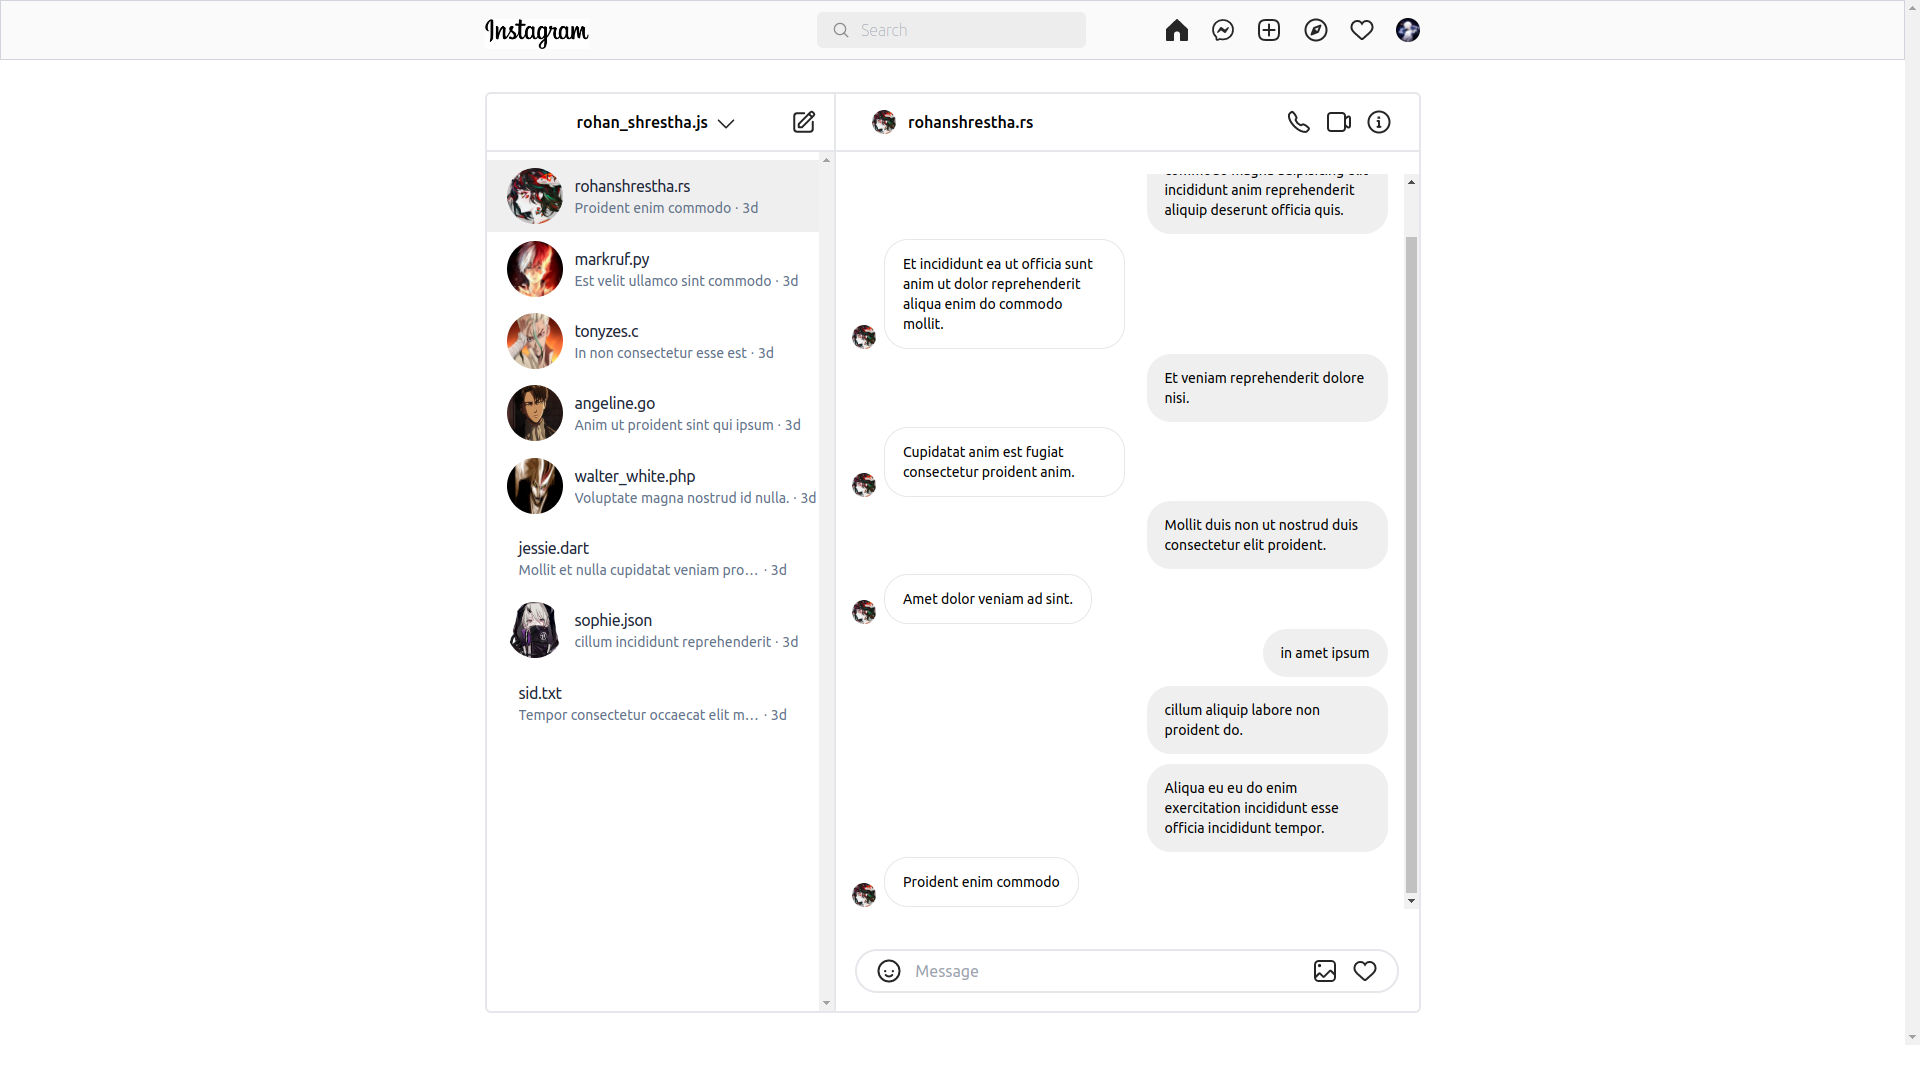 Instagram
Search
rohan_shrestha.js
rohanshrestha.rs
Proident enim commodo · 3d
markruf.py
Est velit ullamco sint commodo · 3d
tonyzes.c
In non consectetur esse est · 3d
angeline.go
Anim ut proident sint qui ipsum · 3d
walter_white.php
Voluptate magna nostrud id nulla. · 3d
jessie.dart
Mollit et nulla cupidatat veniam pro... · 3d
sophie.json
cillum incididunt reprehenderit · 3d
sid.txt
Tempor consectetur occaecat elit m... · 3d
rohanshrestha.rs
incididunt anim reprehenderit
aliquip deserunt officia quis.
Et incididunt ea ut officia sunt
anim ut dolor reprehenderit
aliqua enim do commodo
mollit.
Et veniam reprehenderit dolore
nisi.
Cupidatat anim est fugiat
consectetur proident anim.
Mollit duis non ut nostrud duis
consectetur elit proident.
Amet dolor veniam ad sint.
in amet ipsum
cillum aliquip labore non
proident do.
Aliqua eu eu do enim
exercitation incididunt esse
officia incididunt tempor.
Proident enim commodo
Message